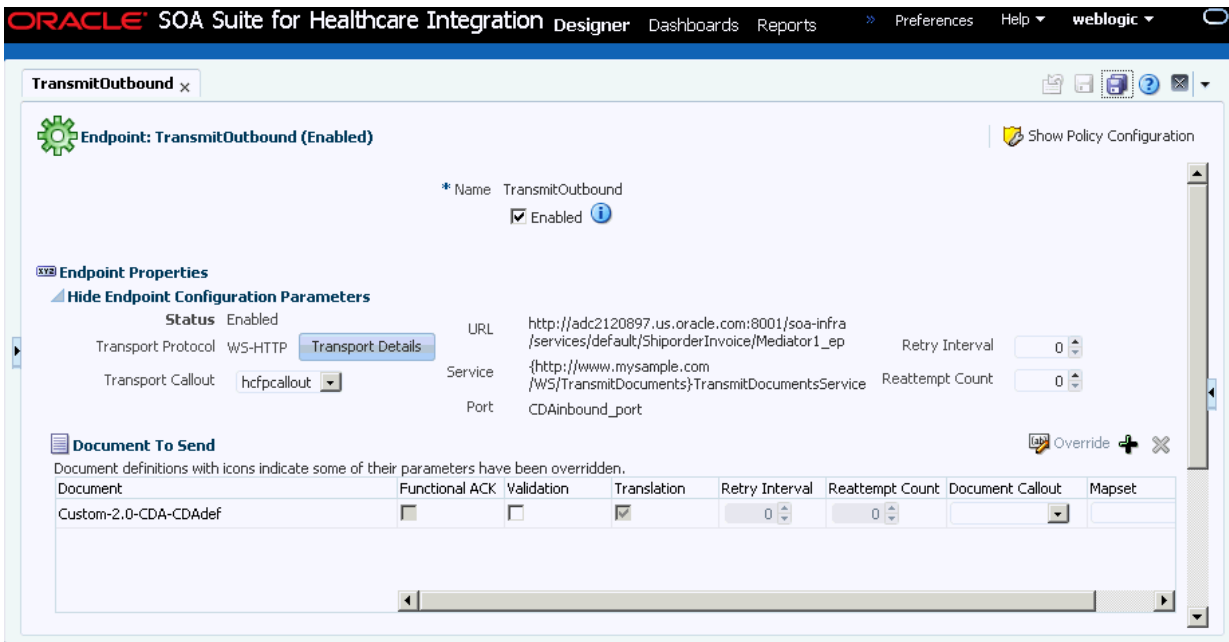 ORACLE SOA Suite for Healthcare Integration Designer Dashboards Reports » Preferences Help weblogic
TransmitOutbound x
Endpoint: TransmitOutbound (Enabled)
Show Policy Configuration
* Name TransmitOutbound
Enabled
XYZ Endpoint Properties
Hide Endpoint Configuration Parameters
Status Enabled
Transport Protocol WS-HTTP Transport Details
Transport Callout hcfpcallout
URL http://adc2120897.us.oracle.com:8001/soa-infra
/services/default/ShiporderInvoice/Mediator1_ep
Service {http://www.mysample.com
/WS/TransmitDocuments}TransmitDocumentsService
Port CDAinbound_port
Retry Interval 0
Reattempt Count 0
Document To Send
Override
Document definitions with icons indicate some of their parameters have been overridden.
Document Functional ACK Validation Translation Retry Interval Reattempt Count Document Callout Mapset
Custom-2.0-CDA-CDAdef 0 0